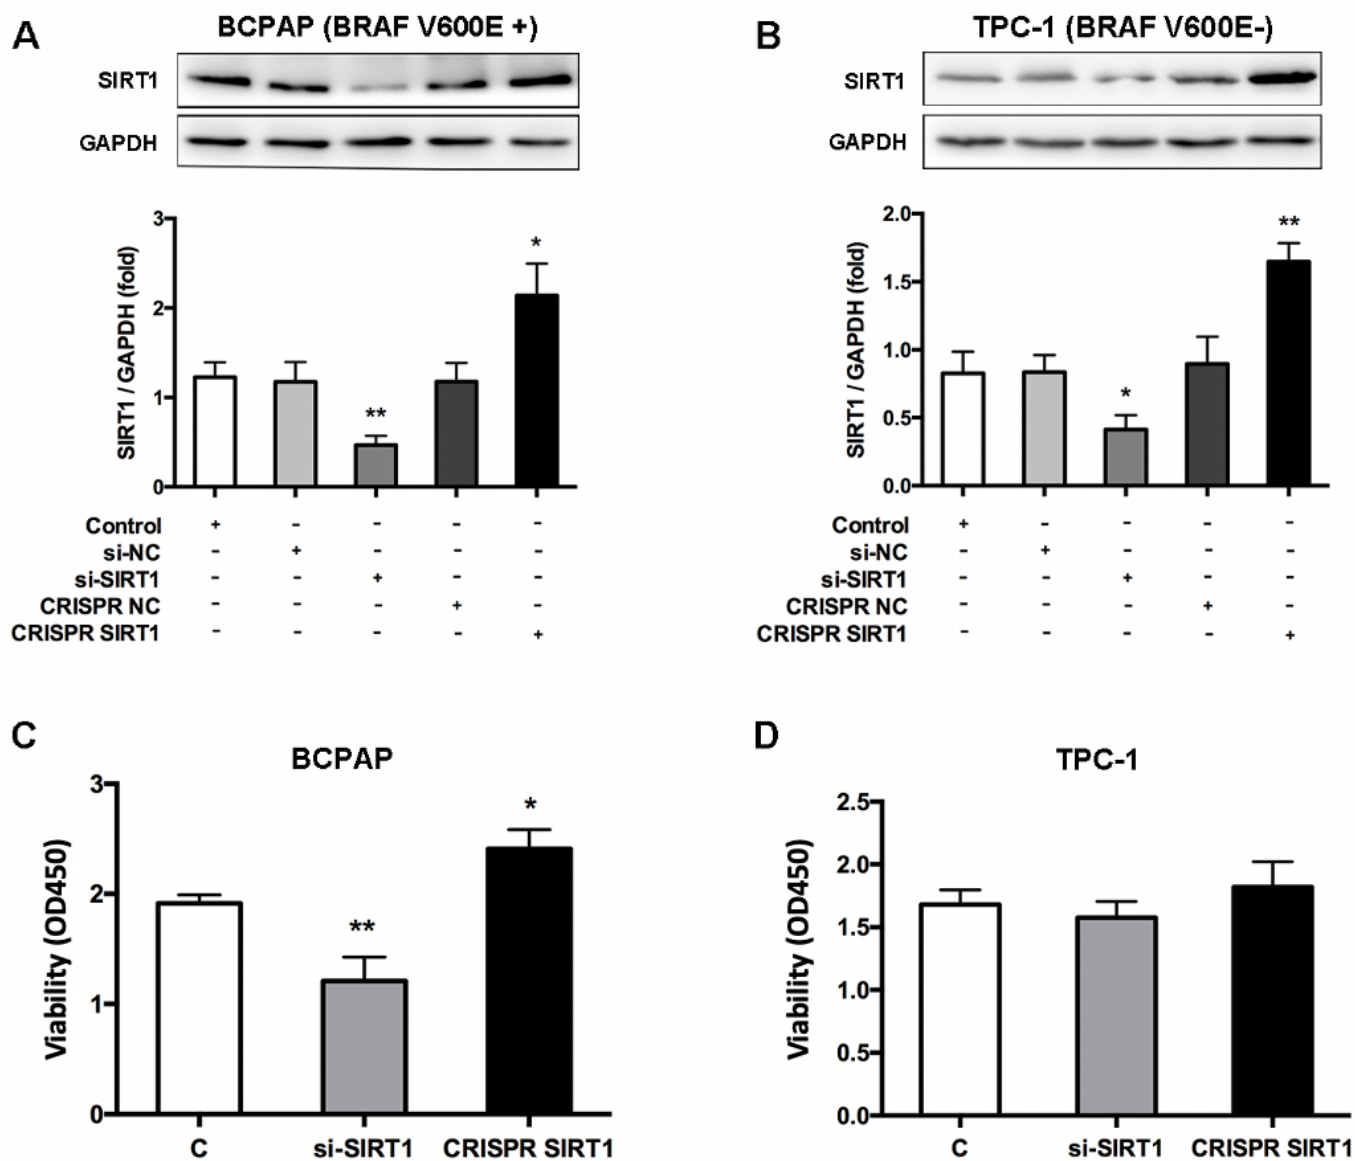 A
BCPAP (BRAF V600E +)
SIRT1
GAPDH
SIRT1 / GAPDH (fold)
3
2
1
0
*
**
Control + - - - -
si-NC - + - - -
si-SIRT1 - - + - -
CRISPR NC - - - + -
CRISPR SIRT1 - - - - +
B
TPC-1 (BRAF V600E-)
SIRT1
GAPDH
SIRT1 / GAPDH (fold)
2.0
1.5
1.0
0.5
0.0
**
*
Control + - - - -
si-NC - + - - -
si-SIRT1 - - + - -
CRISPR NC - - - + -
CRISPR SIRT1 - - - - +
C
BCPAP
Viability (OD450)
3
2
1
0
*
**
C si-SIRT1 CRISPR SIRT1
D
TPC-1
Viability (OD450)
2.5
2.0
1.5
1.0
0.5
0.0
C si-SIRT1 CRISPR SIRT1